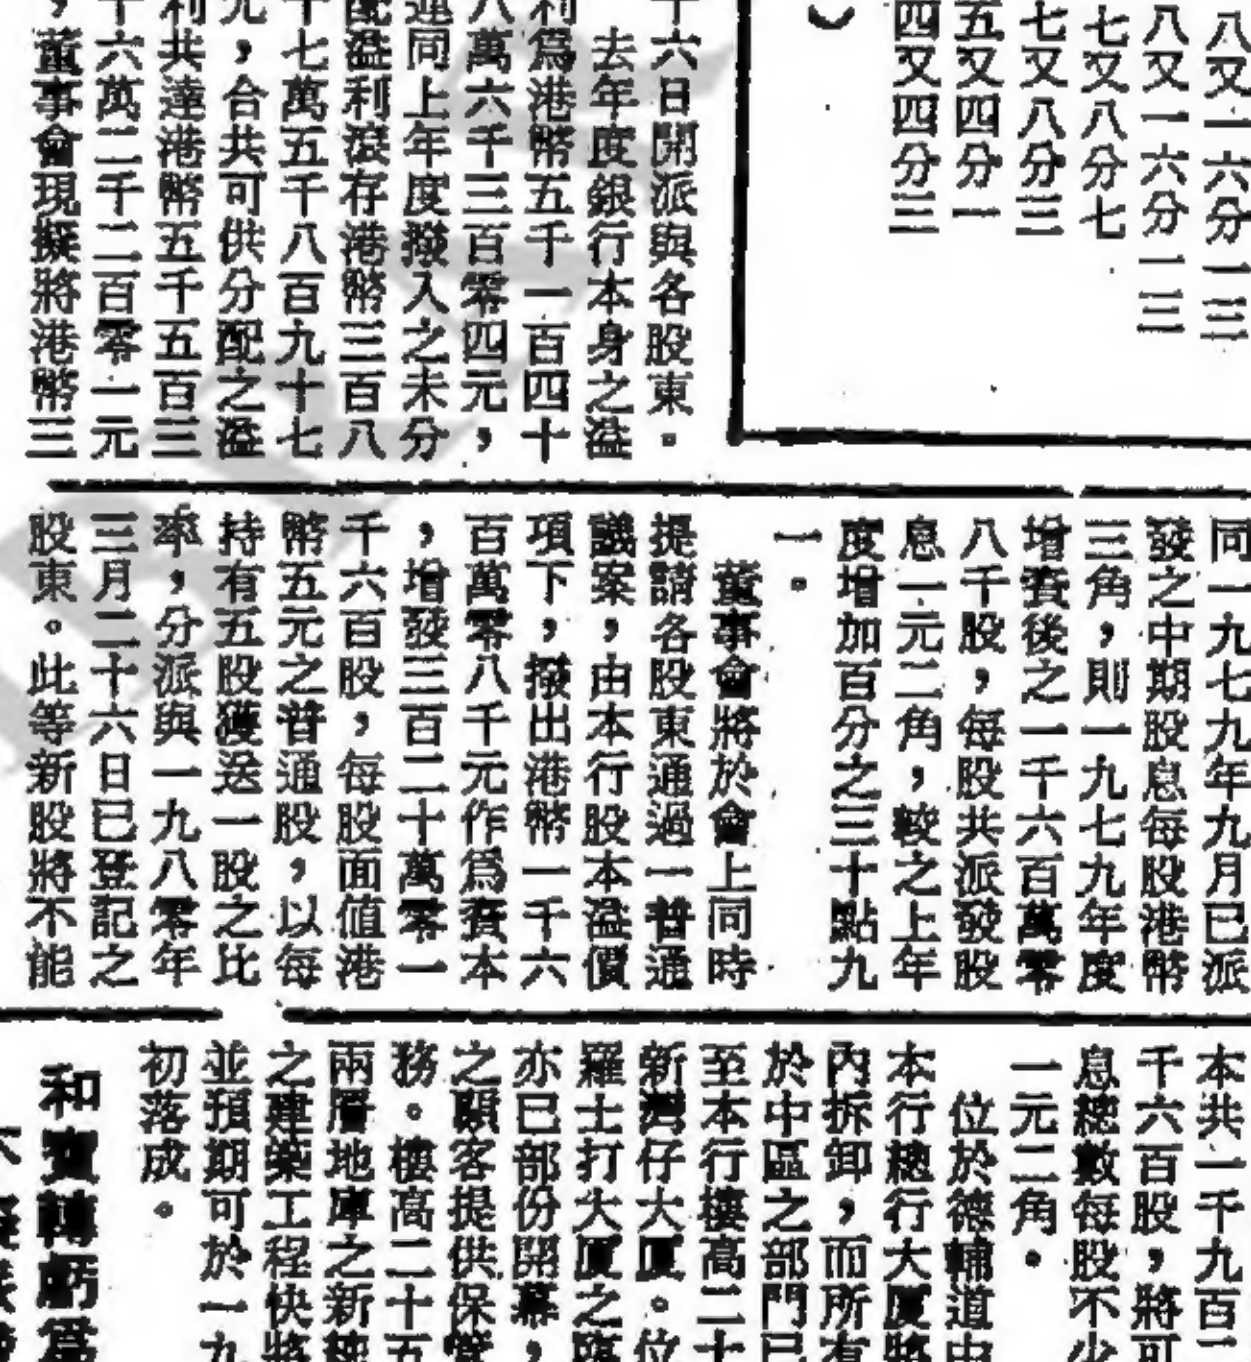 八又一六分一三
八又一六分一三
七又八分七
七又八分三
五又四分一
四又四分三
十六日開派與各股東。
去年度銀行本身之溢
利爲港幣五千一百四十
八萬六千三百零四元，
連同上年度撥入之未分
配溢利滾存港幣三百八
十七萬五千八百九十七
元，合共可供分配之溢
利共達港幣五千五百三
十六萬二千二百零一元
，董事會現擬將港幣三
同一九七九年九月已派
發之中期股息每股港幣
三角，則一九七九年度
增資後之一千六百萬零
八千股，每股共派發股
息一元二角，較之上年
度增加百分之三十點九
一。
董事會將於會上同時
提請各股東通過一普通
議案，由本行股本溢價
項下，撥出港幣一千六
百萬零八千元作爲資本
，增發三百二十萬零一
千六百股，每股面值港
幣五元之普通股，以每
持有五股獲送一股之比
率，分派與一九八零年
三月二十六日已登記之
股東。此等新股將不能
本共一千九百二
千六百股，將可
息總數每股不少
一元二角。
位於德輔道中
本行總行大厦將
內拆卸，而所有
於中區之部門已
至本行樓高二十
新灣仔大厦。位
羅士打大厦之臨
亦已部份開幕，
之顧客提供保管
務。樓高二十五
兩層地庫之新總
之建築工程快將
並預期可於一九
初落成。
和寶轉虧爲